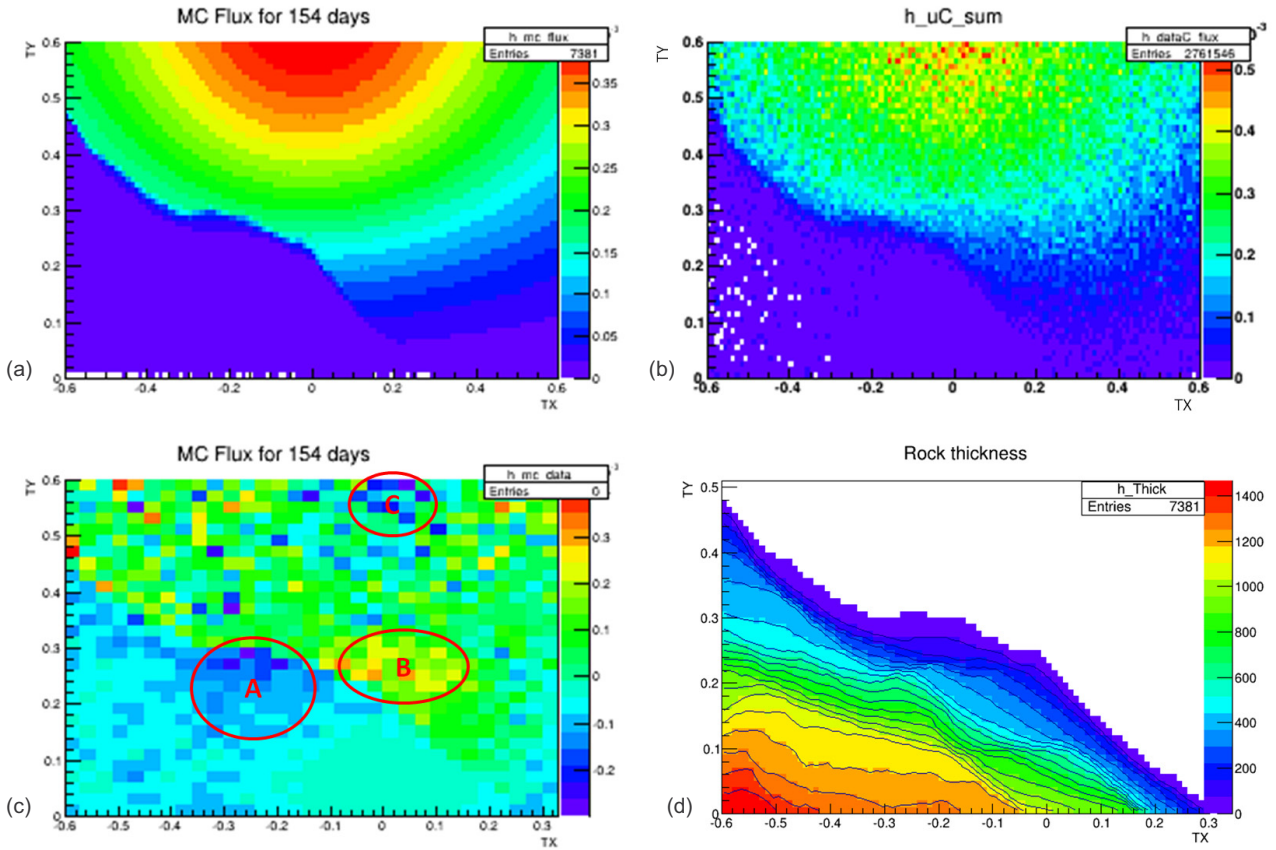 MC Flux for 154 days
h_mc_flux
Entries 7381
TY
0.6
0.5
0.4
0.3
0.2
0.1
0
-0.6 -0.4 -0.2 0 0.2 0.4 0.6
TX
0.35
0.3
0.25
0.2
0.15
0.1
0.05
0
(a)
h_uC_sum
h_dataC_flux
Entries 2761546
-3
TY
0.6
0.5
0.4
0.3
0.2
0.1
0
-0.6 -0.4 -0.2 0 0.2 0.4 0.6
TX
0.5
0.4
0.3
0.2
0.1
0
(b)
MC Flux for 154 days
h_mc_data
Entries 0
TY
0.6
0.5
0.4
0.3
0.2
0.1
0
-0.6 -0.5 -0.4 -0.3 -0.2 -0.1 0 0.1 0.2 0.3
TX
0.3
0.2
0.1
0
-0.1
-0.2
A
B
C
(c)
Rock thickness
h_Thick
Entries 7381
TY
0.5
0.4
0.3
0.2
0.1
0
-0.6 -0.5 -0.4 -0.3 -0.2 -0.1 0 0.1 0.2 0.3
TX
1400
1200
1000
800
600
400
200
0
(d)